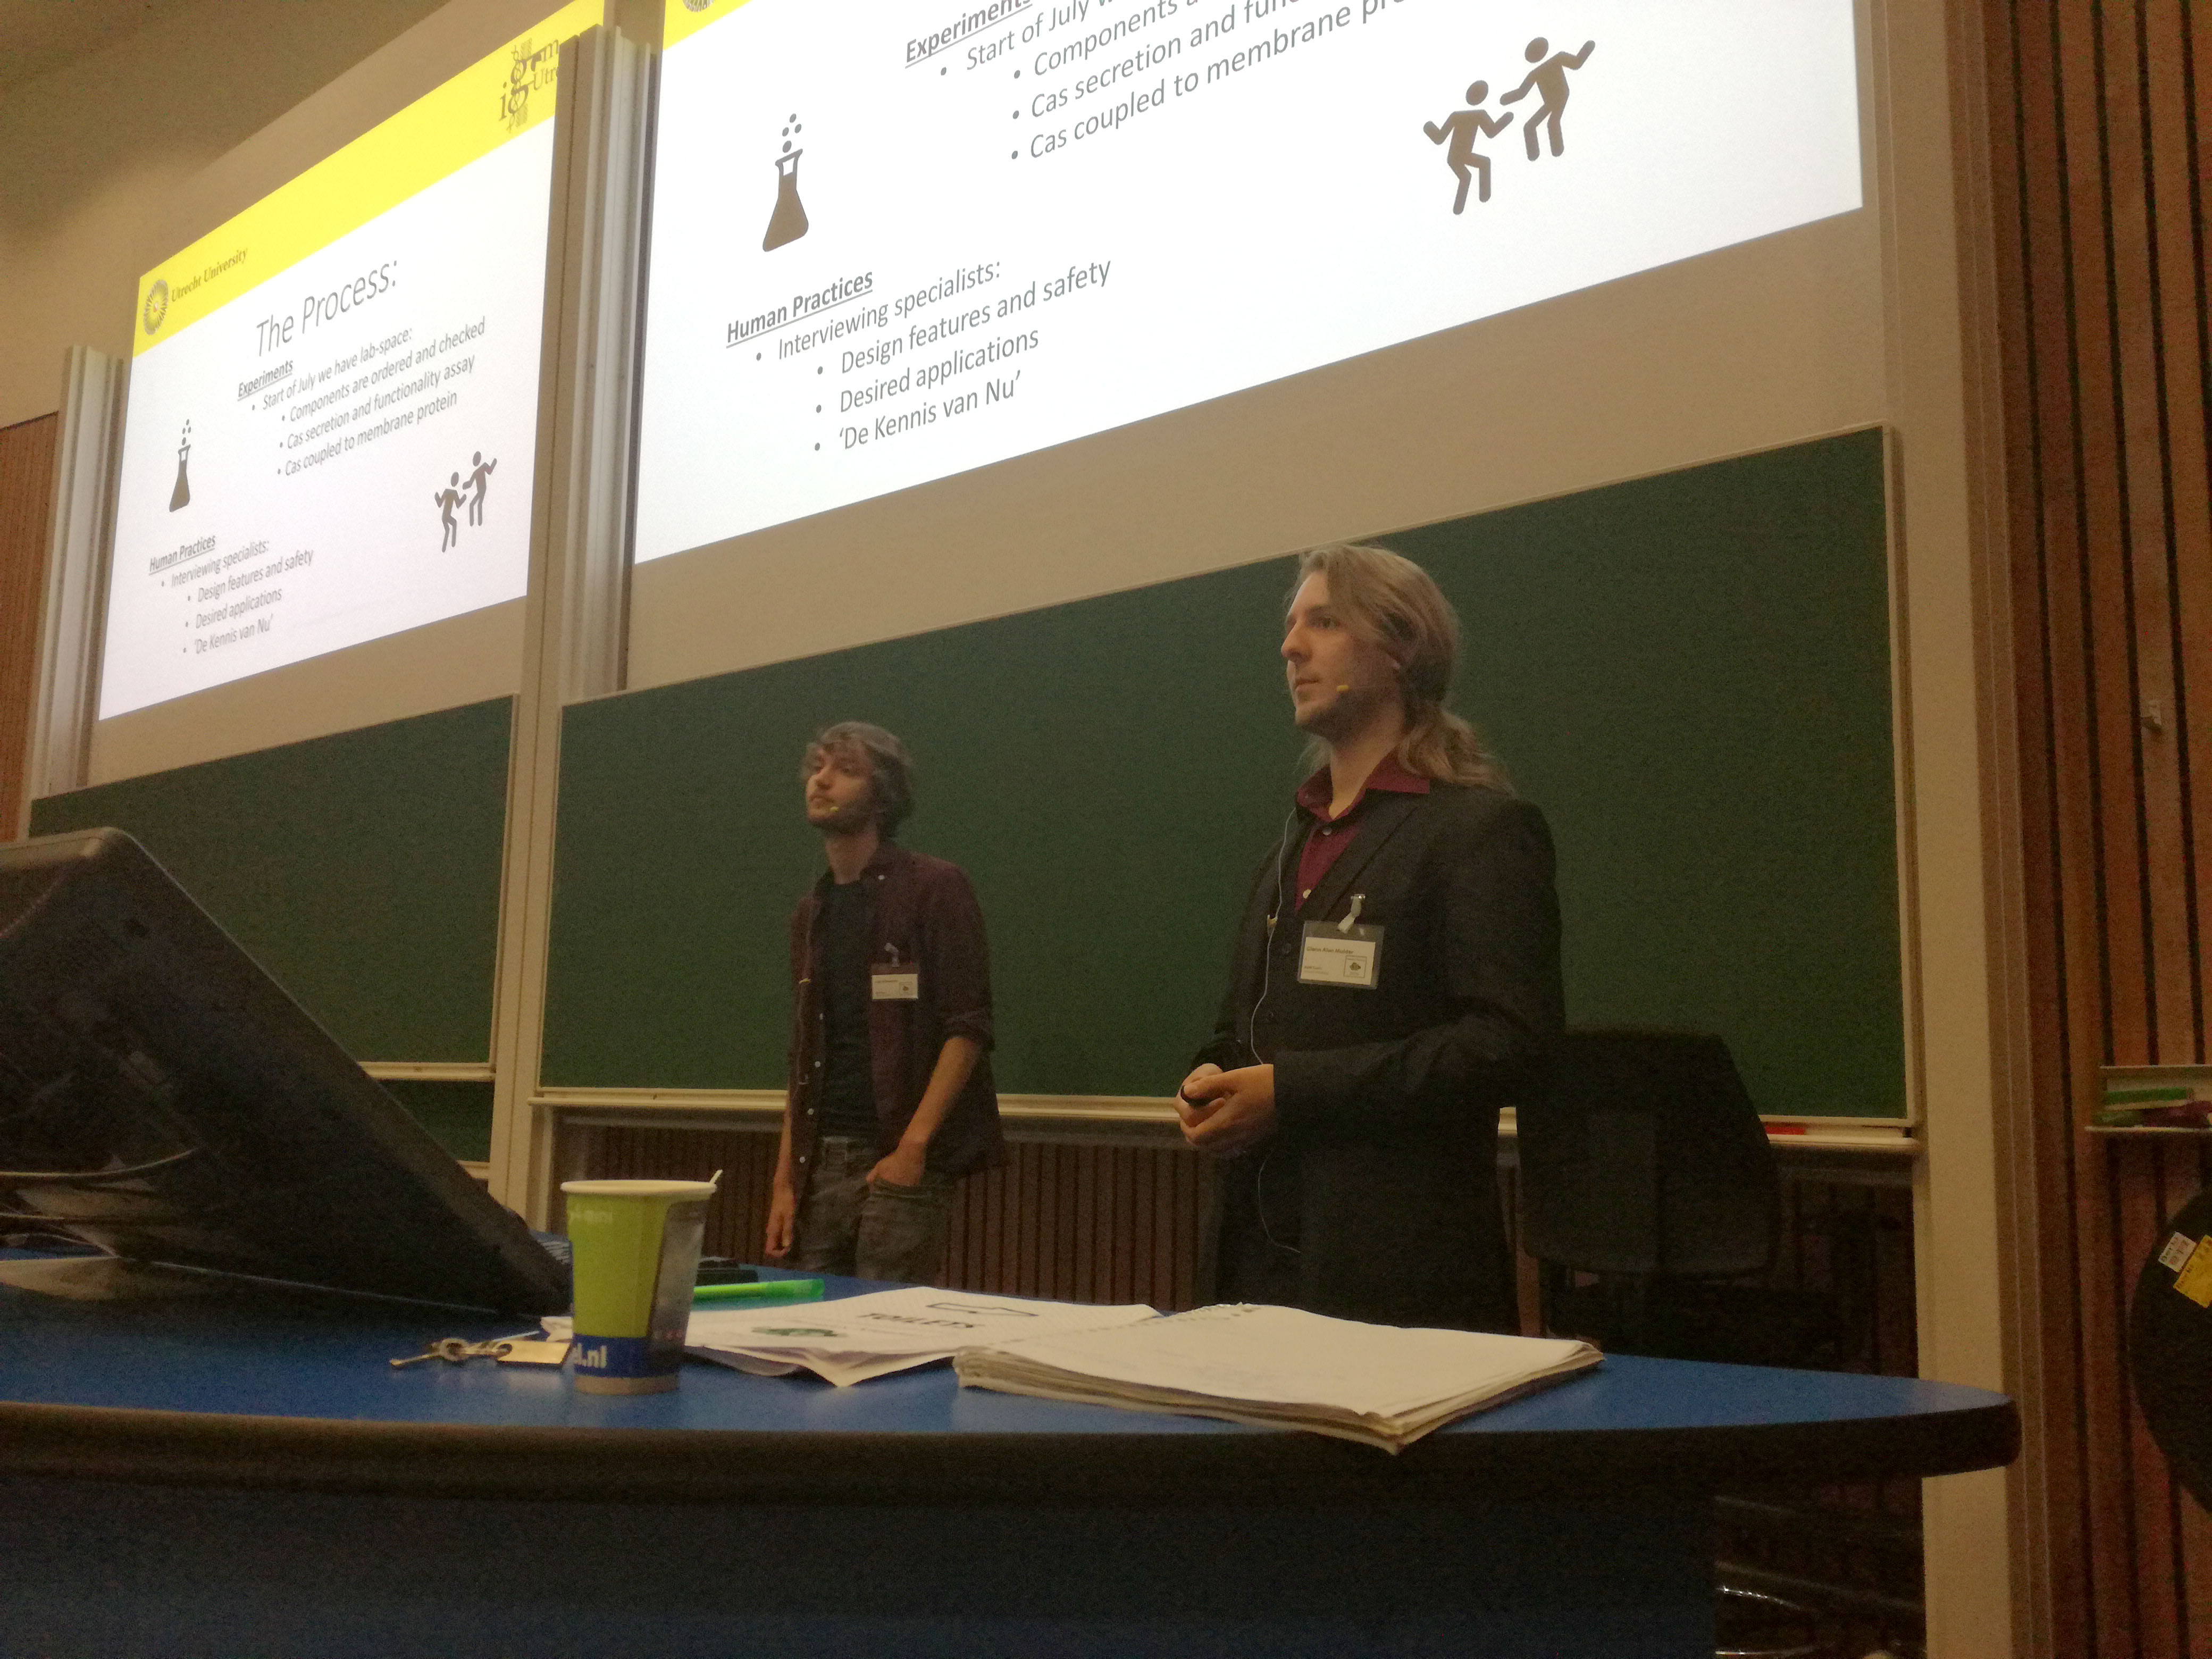 Utrecht University
The Process:
Experiments
• Start of July we have lab-space:
• Components are ordered and checked
• Cas secretion and functionality assay
• Cas coupled to membrane protein
Human Practices
• Interviewing specialists:
• Design features and safety
• Desired applications
• 'De Kennis van Nu'
Experiments
• Start of July
• Components
• Cas secretion and
• Cas coupled to membrane
Human Practices
• Interviewing specialists:
• Design features and safety
• Desired applications
• 'De Kennis van Nu'
TOILETS
el.nl